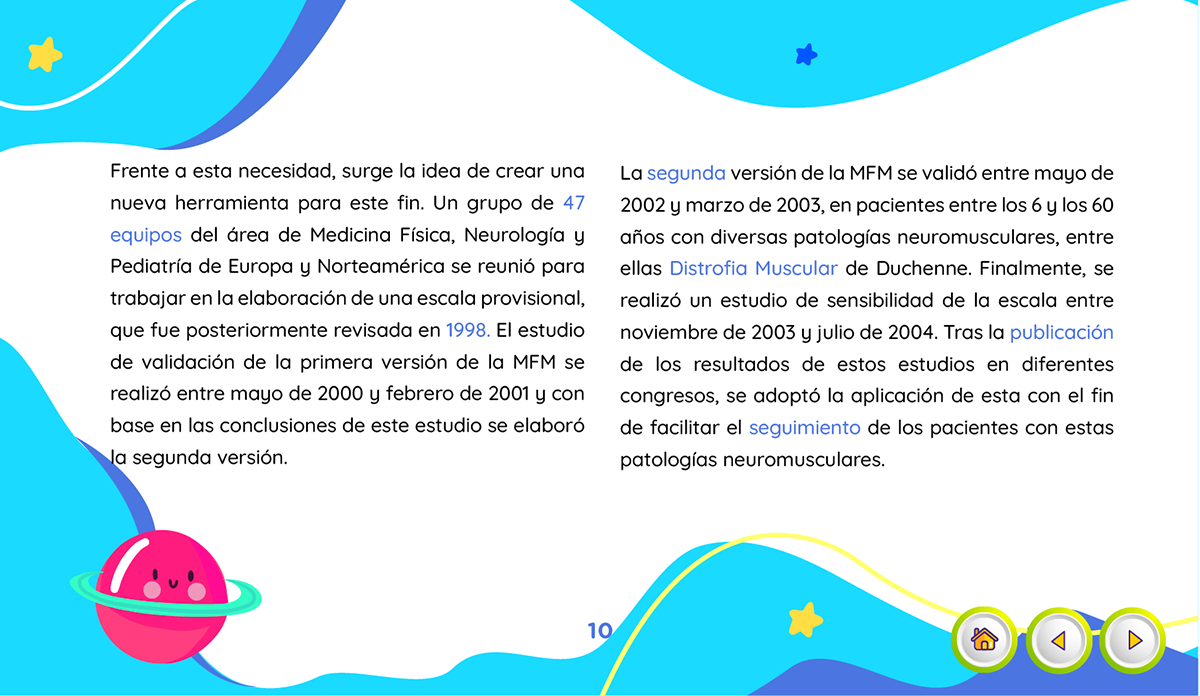 Frente a esta necesidad, surge la idea de crear una
nueva herramienta para este fin. Un grupo de 47
equipos del área de Medicina Física, Neurología y
Pediatría de Europa y Norteamérica se reunió para
trabajar en la elaboración de una escala provisional,
que fue posteriormente revisada en 1998. El estudio
de validación de la primera versión de la MFM se
realizó entre mayo de 2000 y febrero de 2001 y con
base en las conclusiones de este estudio se elaboró
la segunda versión.
La segunda versión de la MFM se validó entre mayo de
2002 y marzo de 2003, en pacientes entre los 6 y los 60
años con diversas patologías neuromusculares, entre
ellas Distrofia Muscular de Duchenne. Finalmente, se
realizó un estudio de sensibilidad de la escala entre
noviembre de 2003 y julio de 2004. Tras la publicación
de los resultados de estos estudios en diferentes
congresos, se adoptó la aplicación de esta con el fin
de facilitar el seguimiento de los pacientes con estas
patologías neuromusculares.
10